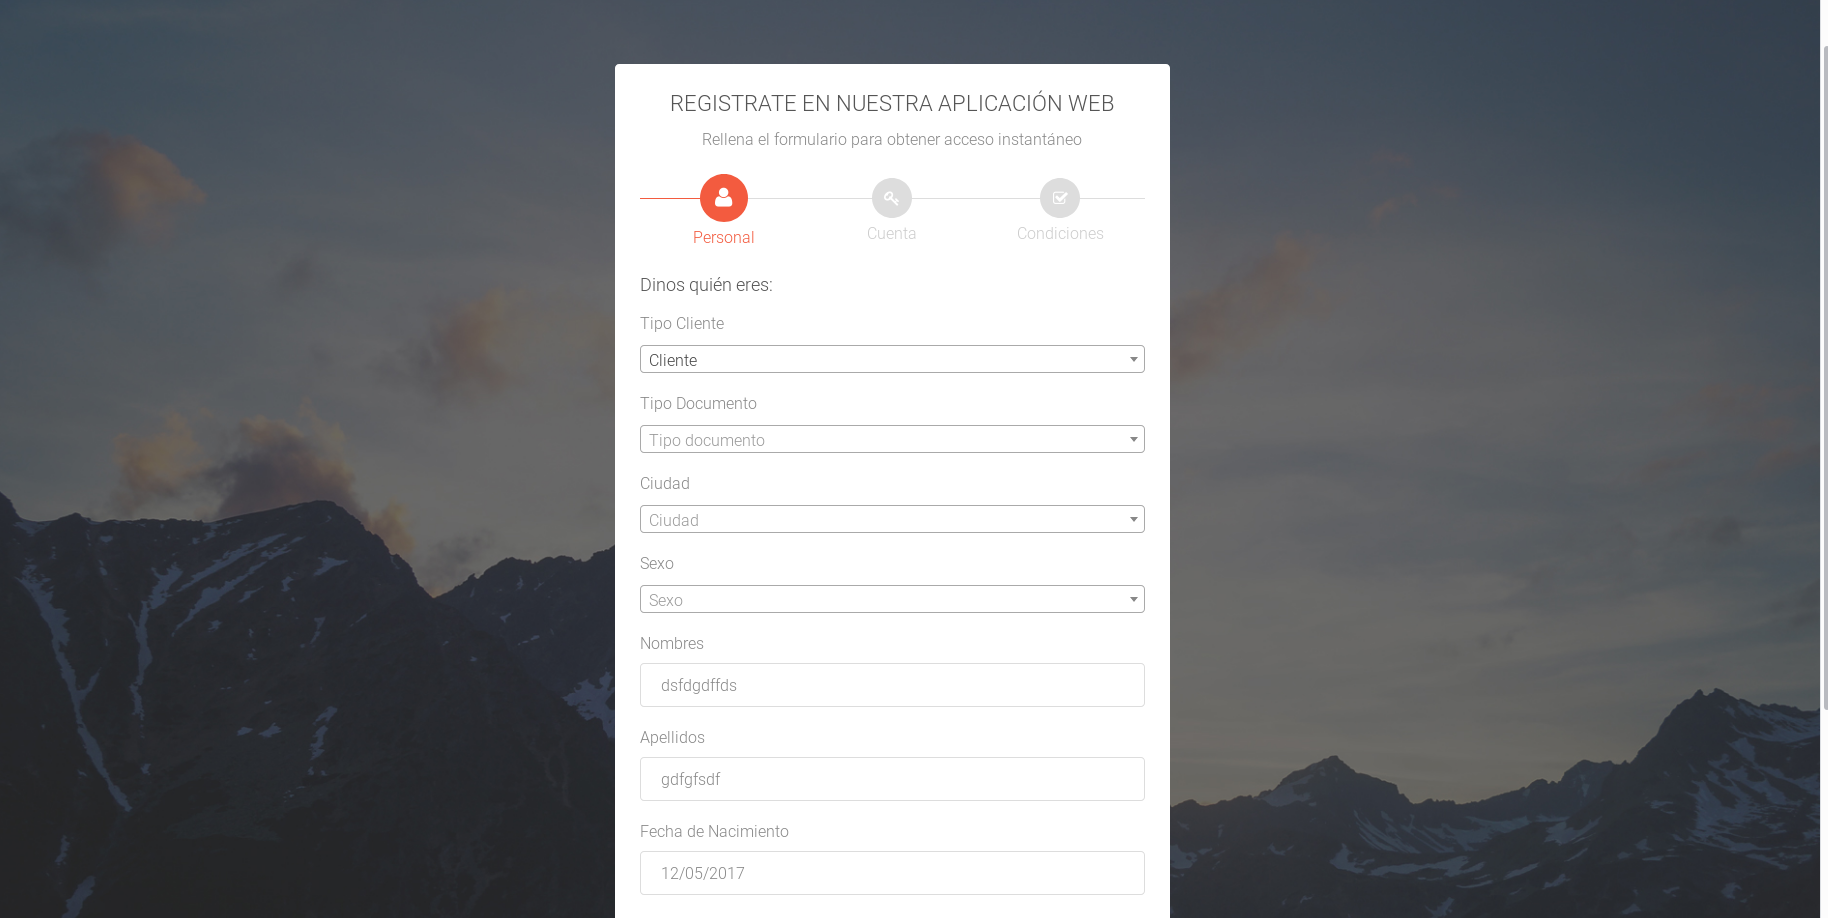 REGISTRATE EN NUESTRA APLICACIÓN WEB
Rellena el formulario para obtener acceso instantáneo
Personal
Cuenta
Condiciones
Dinos quién eres:
Tipo Cliente
Cliente
Tipo Documento
Tipo documento
Ciudad
Ciudad
Sexo
Sexo
Nombres
dsfdgdffds
Apellidos
gdfgfsdf
Fecha de Nacimiento
12/05/2017